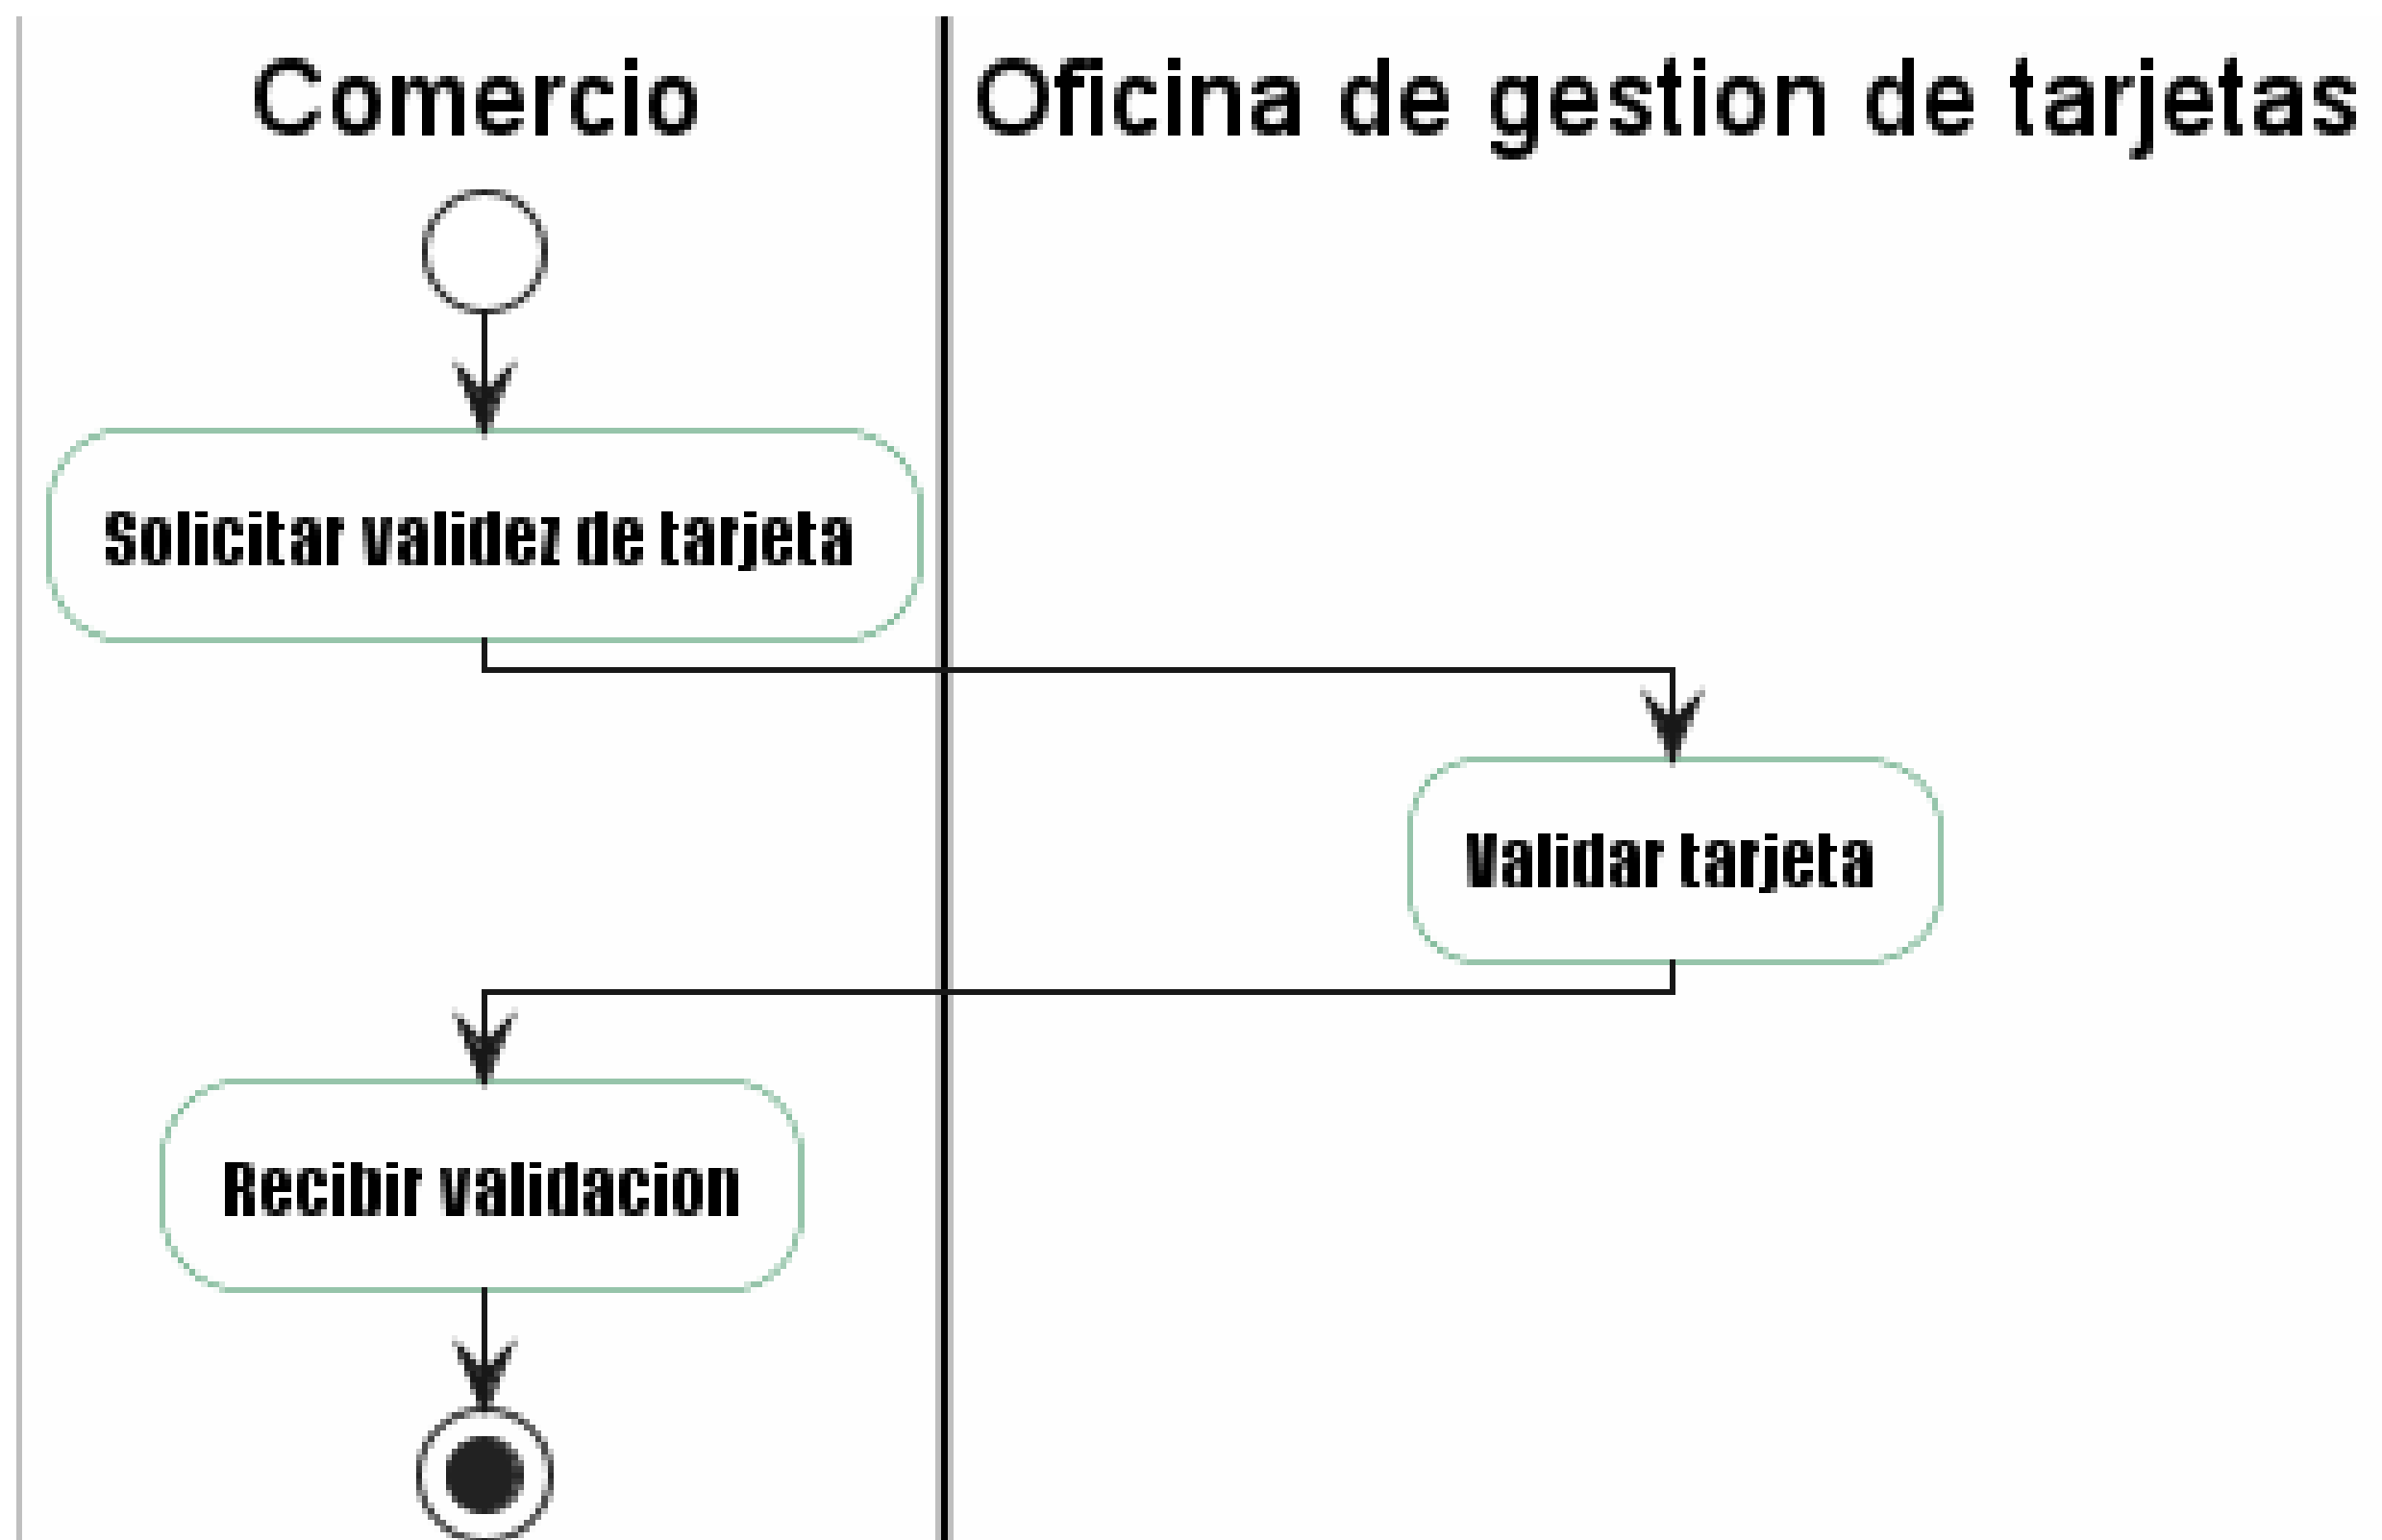 Comercio
Oficina de gestion de tarjetas
Solicitar validez de tarjeta
Validar tarjeta
Recibir validacion